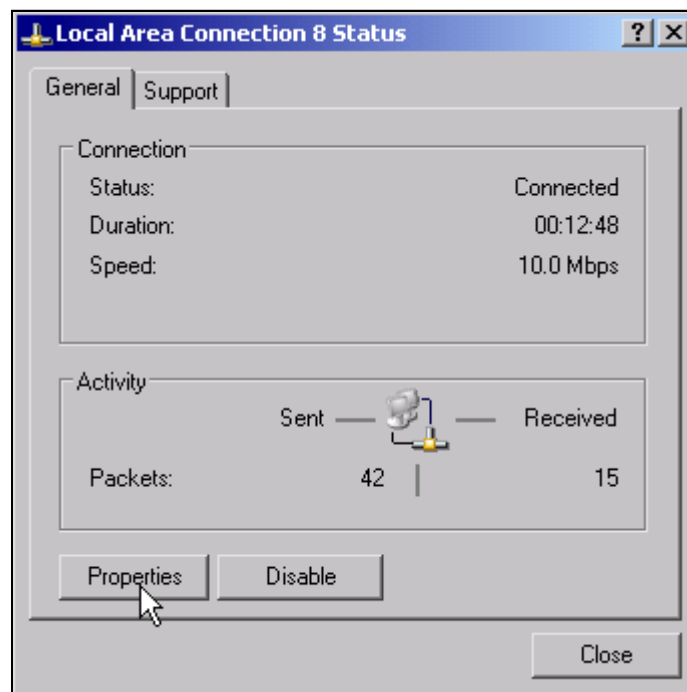 Local Area Connection 8 Status
General Support
Connection
Status: Connected
Duration: 00:12:48
Speed: 10.0 Mbps
Activity
Sent Received
Packets: 42 15
Properties Disable
Close